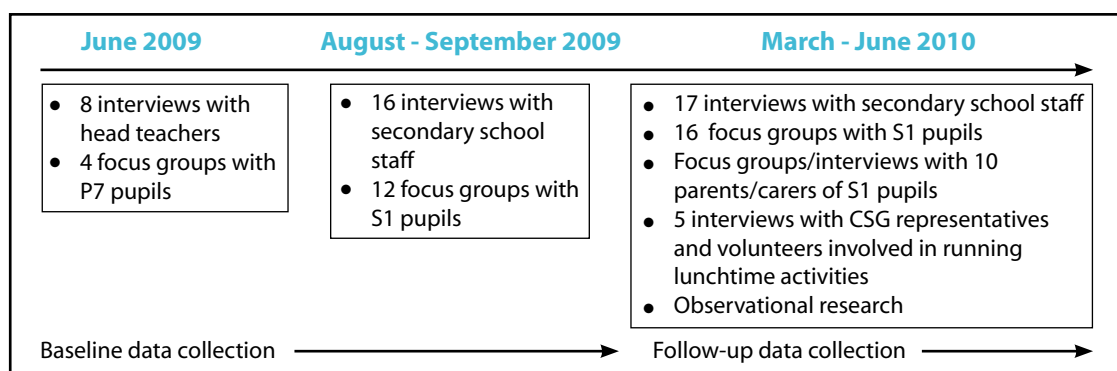 June 2009
August - September 2009
March - June 2010
● 8 interviews with
head teachers
● 4 focus groups with
P7 pupils
● 16 interviews with
secondary school
staff
● 12 focus groups with
S1 pupils
● 17 interviews with secondary school staff
● 16 focus groups with S1 pupils
● Focus groups/interviews with 10
parents/carers of S1 pupils
● 5 interviews with CSG representatives
and volunteers involved in running
lunchtime activities
● Observational research
Baseline data collection
Follow-up data collection